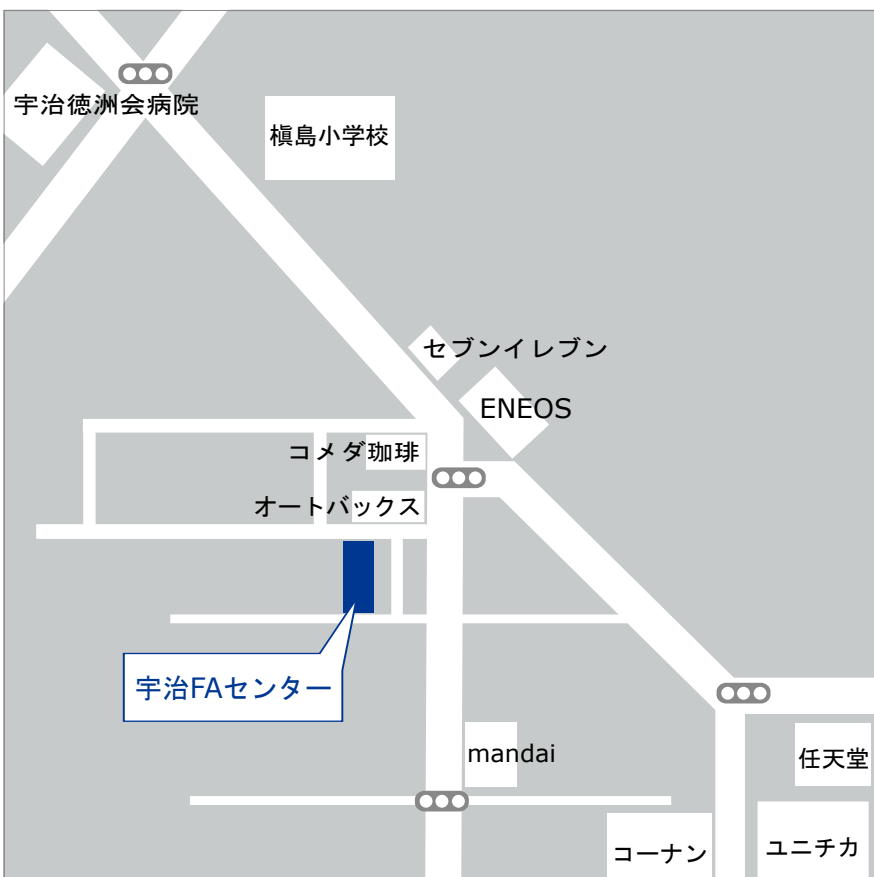 宇治徳洲会病院
槇島小学校
セブンイレブン
ENEOS
コメダ珈琲
オートバックス
宇治FAセンター
mandai
任天堂
コーナン
ユニチカ